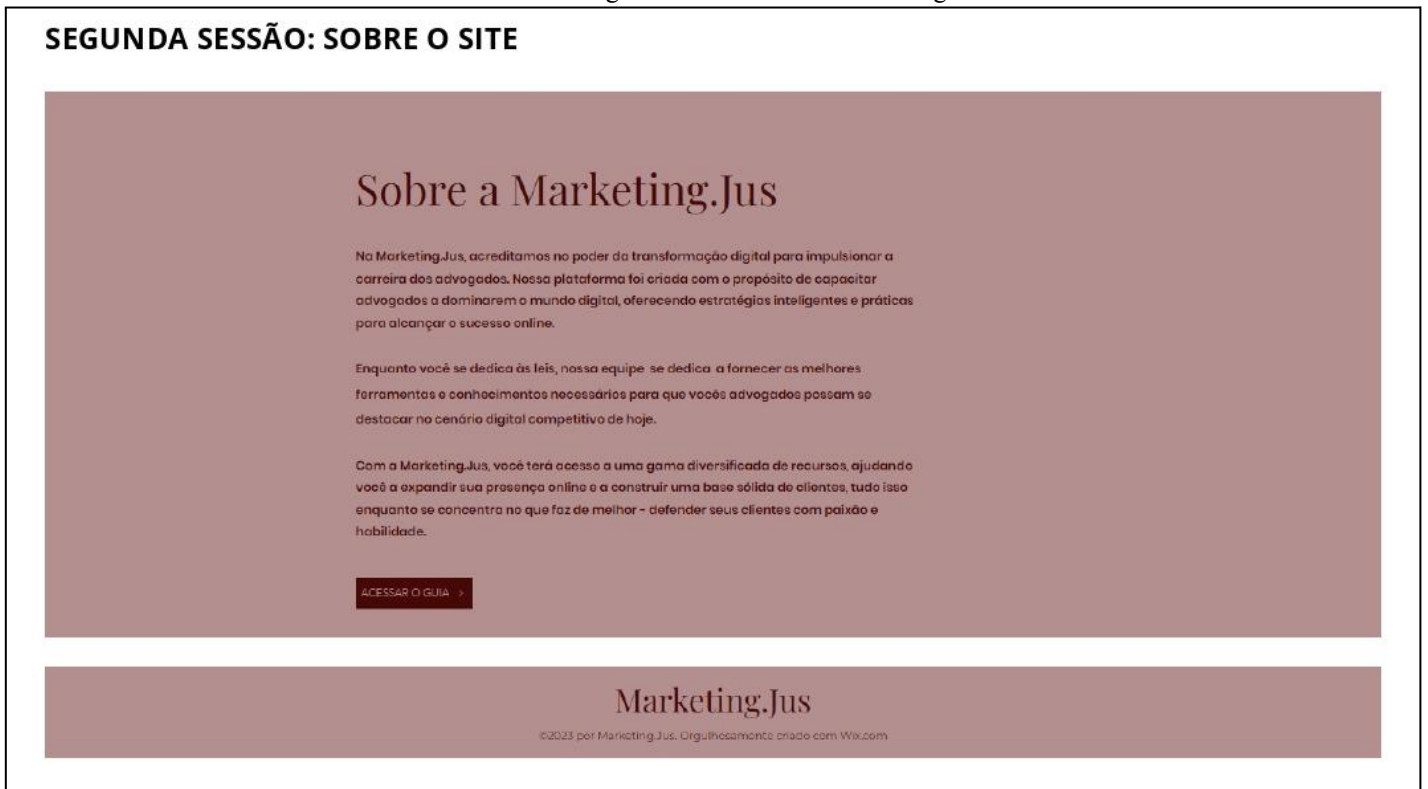 SEGUNDA SESSÃO: SOBRE O SITE
Sobre a Marketing.Jus
Na Marketing.Jus, acreditamos no poder da transformação digital para impulsionar a
carreira dos advogados. Nossa plataforma foi criada com o propósito de capacitar
advogados a dominarem o mundo digital, oferecendo estratégias inteligentes e práticas
para alcançar o sucesso online.
Enquanto você se dedica às leis, nossa equipe se dedica a fornecer as melhores
ferramentas e conhecimentos necessários para que vocês advogados possam se
destacar no cenário digital competitivo de hoje.
Com a Marketing.Jus, você terá acesso a uma gama diversificada de recursos, ajudando
você a expandir sua presença online e a construir uma base sólida de clientes, tudo isso
enquanto se concentra no que faz de melhor - defender seus clientes com paixão e
habilidade.
ACESSAR O GUIA >
Marketing.Jus
©2023 por Marketing.Jus. Orgulhosamente criado com Wix.com